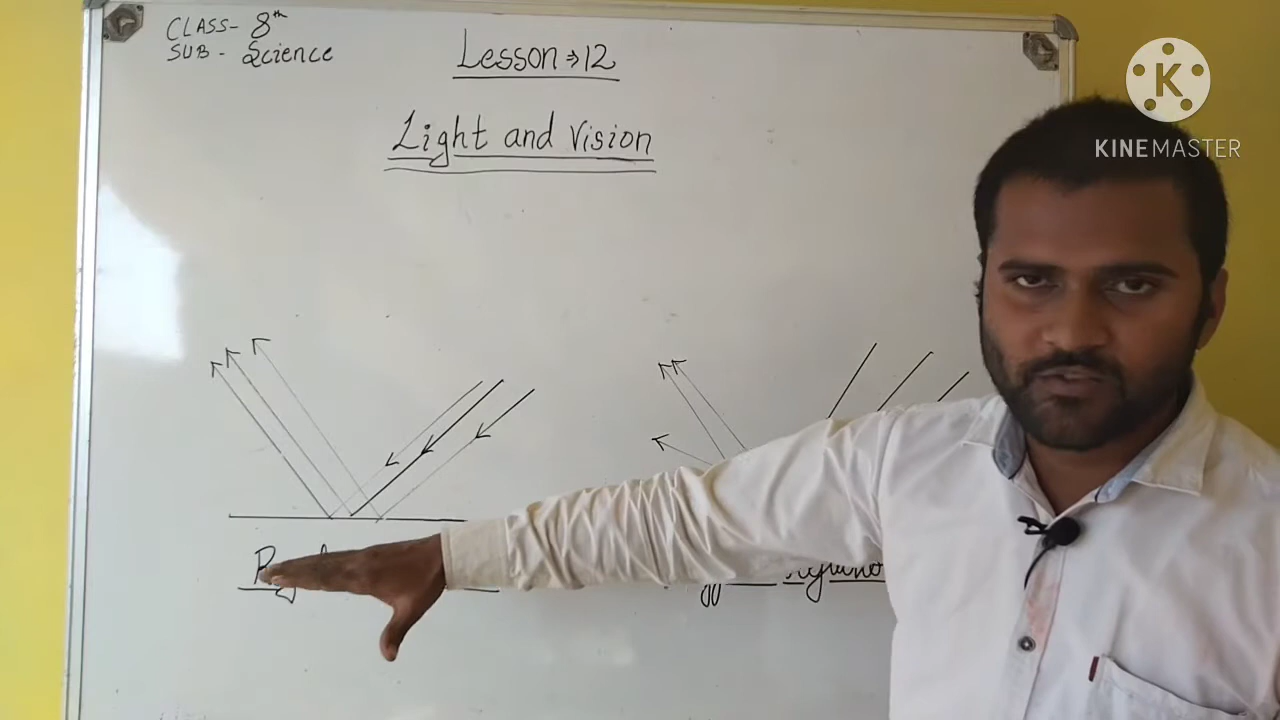 CLASS- 8th
SUB - Science
Lesson ⇒ 12
Light and Vision
K
KINEMASTER